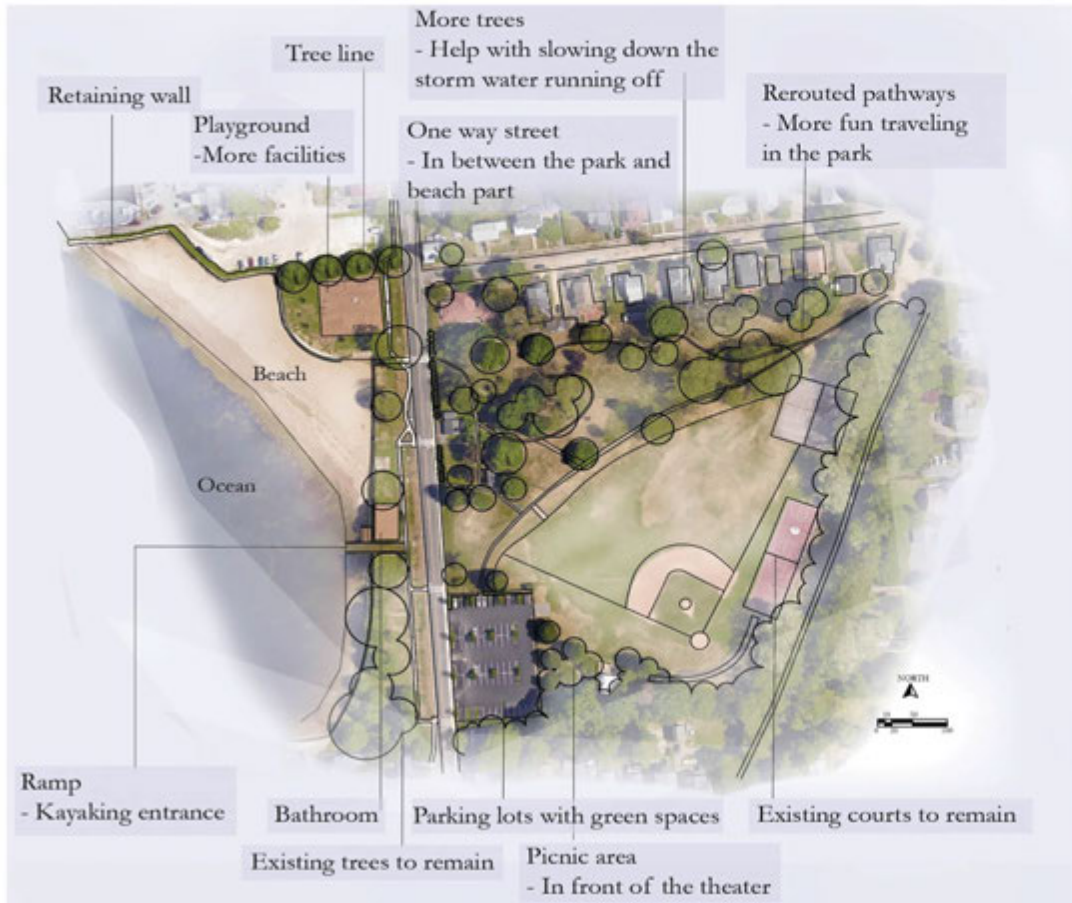 More trees
- Help with slowing down the
storm water running off
Tree line
Retaining wall
Playground
-More facilities
One way street
- In between the park and
beach part
Rerouted pathways
- More fun traveling
in the park
Beach
Ocean
NORTH
Ramp
- Kayaking entrance
Bathroom
Parking lots with green spaces
Existing courts to remain
Existing trees to remain
Picnic area
- In front of the theater